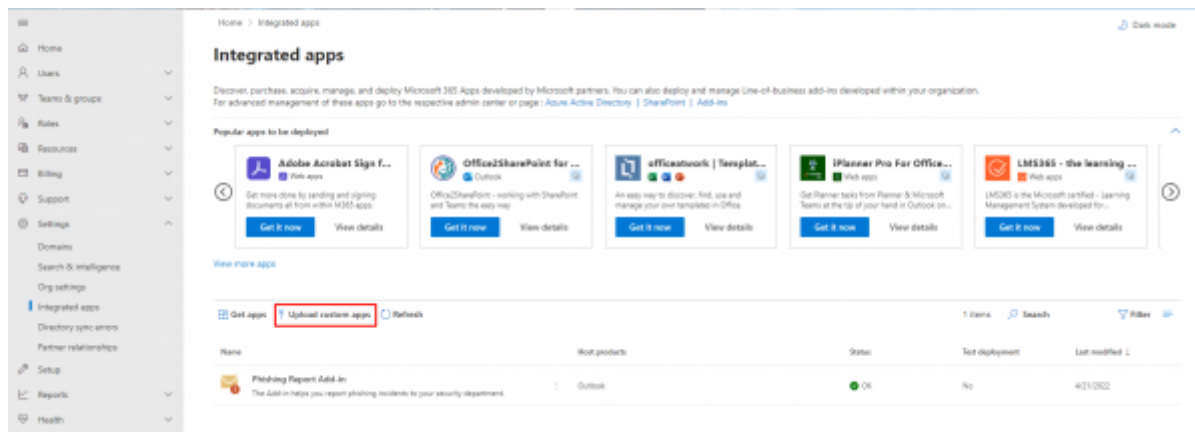 Home > Integrated apps
Dark mode
Home
Users
Teams & groups
Roles
Resources
Billing
Support
Settings
Domains
Search & intelligence
Org settings
Integrated apps
Directory sync errors
Partner relationships
Setup
Reports
Health
Integrated apps
Discover, purchase, acquire, manage, and deploy Microsoft 365 Apps developed by Microsoft partners. You can also deploy and manage Line-of-business add-ins developed within your organization.
For advanced management of these apps go to the respective admin center or page : Azure Active Directory | SharePoint | Add-ins
Popular apps to be deployed
Adobe Acrobat Sign f...
Web apps
Get more done by sending and signing
documents all from within M365 apps.
Get it now View details
Office2SharePoint for ...
Outlook
Office2SharePoint - working with SharePoint
and Teams the easy way
Get it now View details
officeatwork | Templat...
An easy way to discover, find, use and
manage your own templates in Office.
Get it now View details
iPlanner Pro For Office...
Web apps
Get Planner tasks from Planner & Microsoft
Teams at the tip of your hand in Outlook on...
Get it now View details
LMS365 - the learning ...
Web apps
LMS365 is the Microsoft certified - Learning
Management System developed for...
Get it now View details
View more apps
Get apps Upload custom apps Refresh
1 items Search Filter
Name Host products Status Test deployment Last modified ↓
Phishing Report Add-in
The Add-in helps you report phishing incidents to your security department.
Outlook OK No 4/21/2022